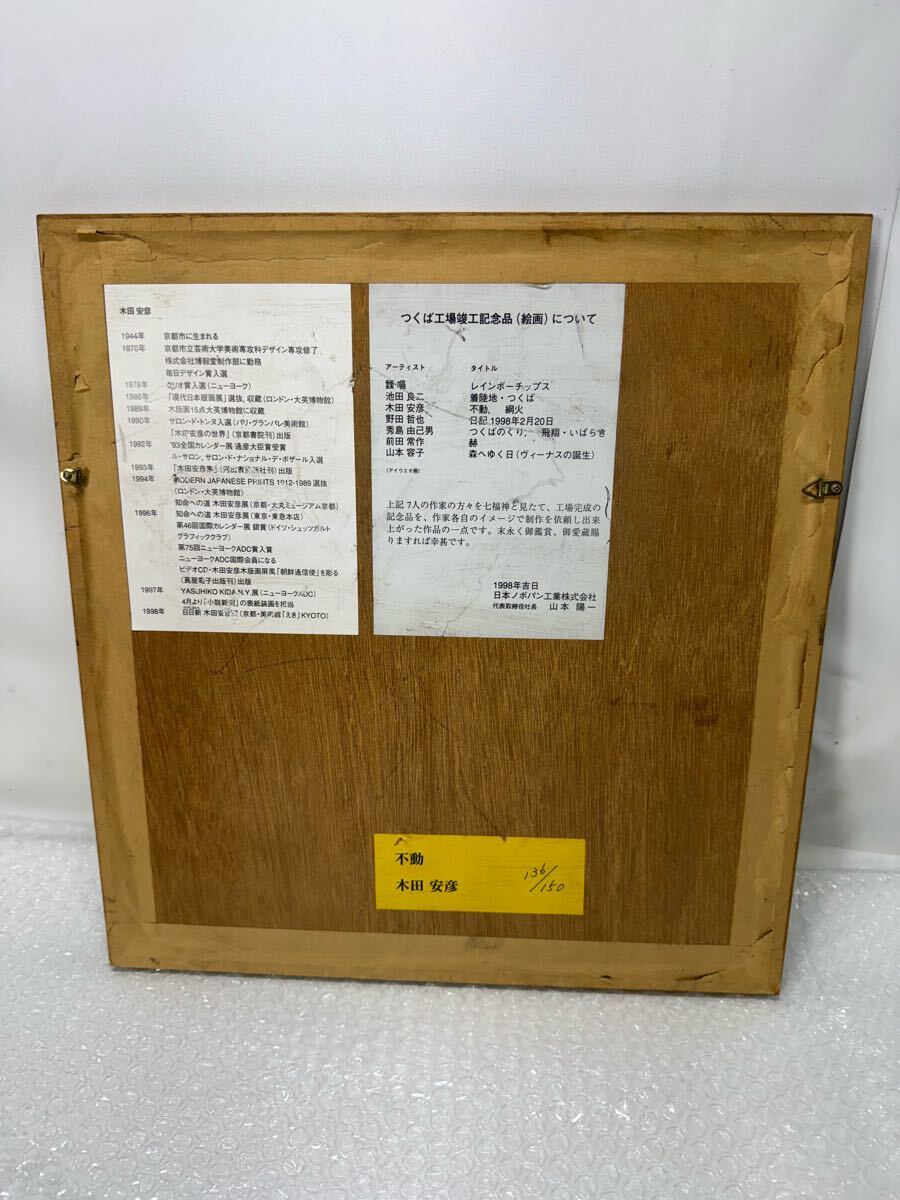 木田 安彦
1944年 京都市に生まれる
1970年 京都市立芸術大学美術専攻科デザイン専攻修了
株式会社博報堂制作部に勤務
毎日デザイン賞入選
1978年 クリオ賞入選(ニューヨーク)
1986年 「現代日本版画展」選抜, 収蔵(ロンドン・大英博物館)
1989年 木版画15点大英博物館に収蔵
1990年 サロン・ド・トンヌ入選(パリ・グランパレ美術館)
「木田安彦の世界」(京都書院刊)出版
1992年 '93全国カレンダー展 通産大臣賞受賞
ル・サロン, サロン・ド・ナショナル・デ・ボザール入選
1993年 「木田安彦集」(河出書房新社刊)出版
1994年 MODERN JAPANESE PRINTS 1912-1989 選抜
(ロンドン・大英博物館)
知命への道 木田安彦展(京都・大丸ミュージアム京都)
1996年 知命への道 木田安彦展(東京・東急本店)
第46回国際カレンダー展 銀賞(ドイツ・シュッツガルト
グラフィッククラブ)
第75回ニューヨークADC賞入賞
ニューヨークADC国際会員になる
ビデオCD・木田安彦木版画屏風「朝鮮通信使」を彫る
(蔦屋電子出版刊)出版
1997年 YASUHIKO KIDA N.Y.展(ニューヨークADC)
4月より「小説新潮」の表紙装画を担当
1998年 日日新 木田安彦展(京都・美術館「えき」KYOTO)
つくば工場竣工記念品(絵画)について
アーティスト タイトル
靉嘔 レインボーチップス
池田 良二 着陸地・つくば
木田 安彦 不動, 綱火
野田 哲也 日記 1998年2月20日
秀島 由己男 つくばのくり, 飛翔・いばらき
前田 常作 赫
山本 容子 森へゆく日(ヴィーナスの誕生)
(アイウエオ順)
上記7人の作家の方々を七福神と見たて、工場完成の
記念品を、作家各自のイメージで制作を依頼し出来
上がった作品の一点です。末永く御鑑賞、御愛蔵賜
りますれば幸甚です。
1998年吉日
日本ノボパン工業株式会社
代表取締役社長 山本 陽一
不動
木田 安彦
136/150